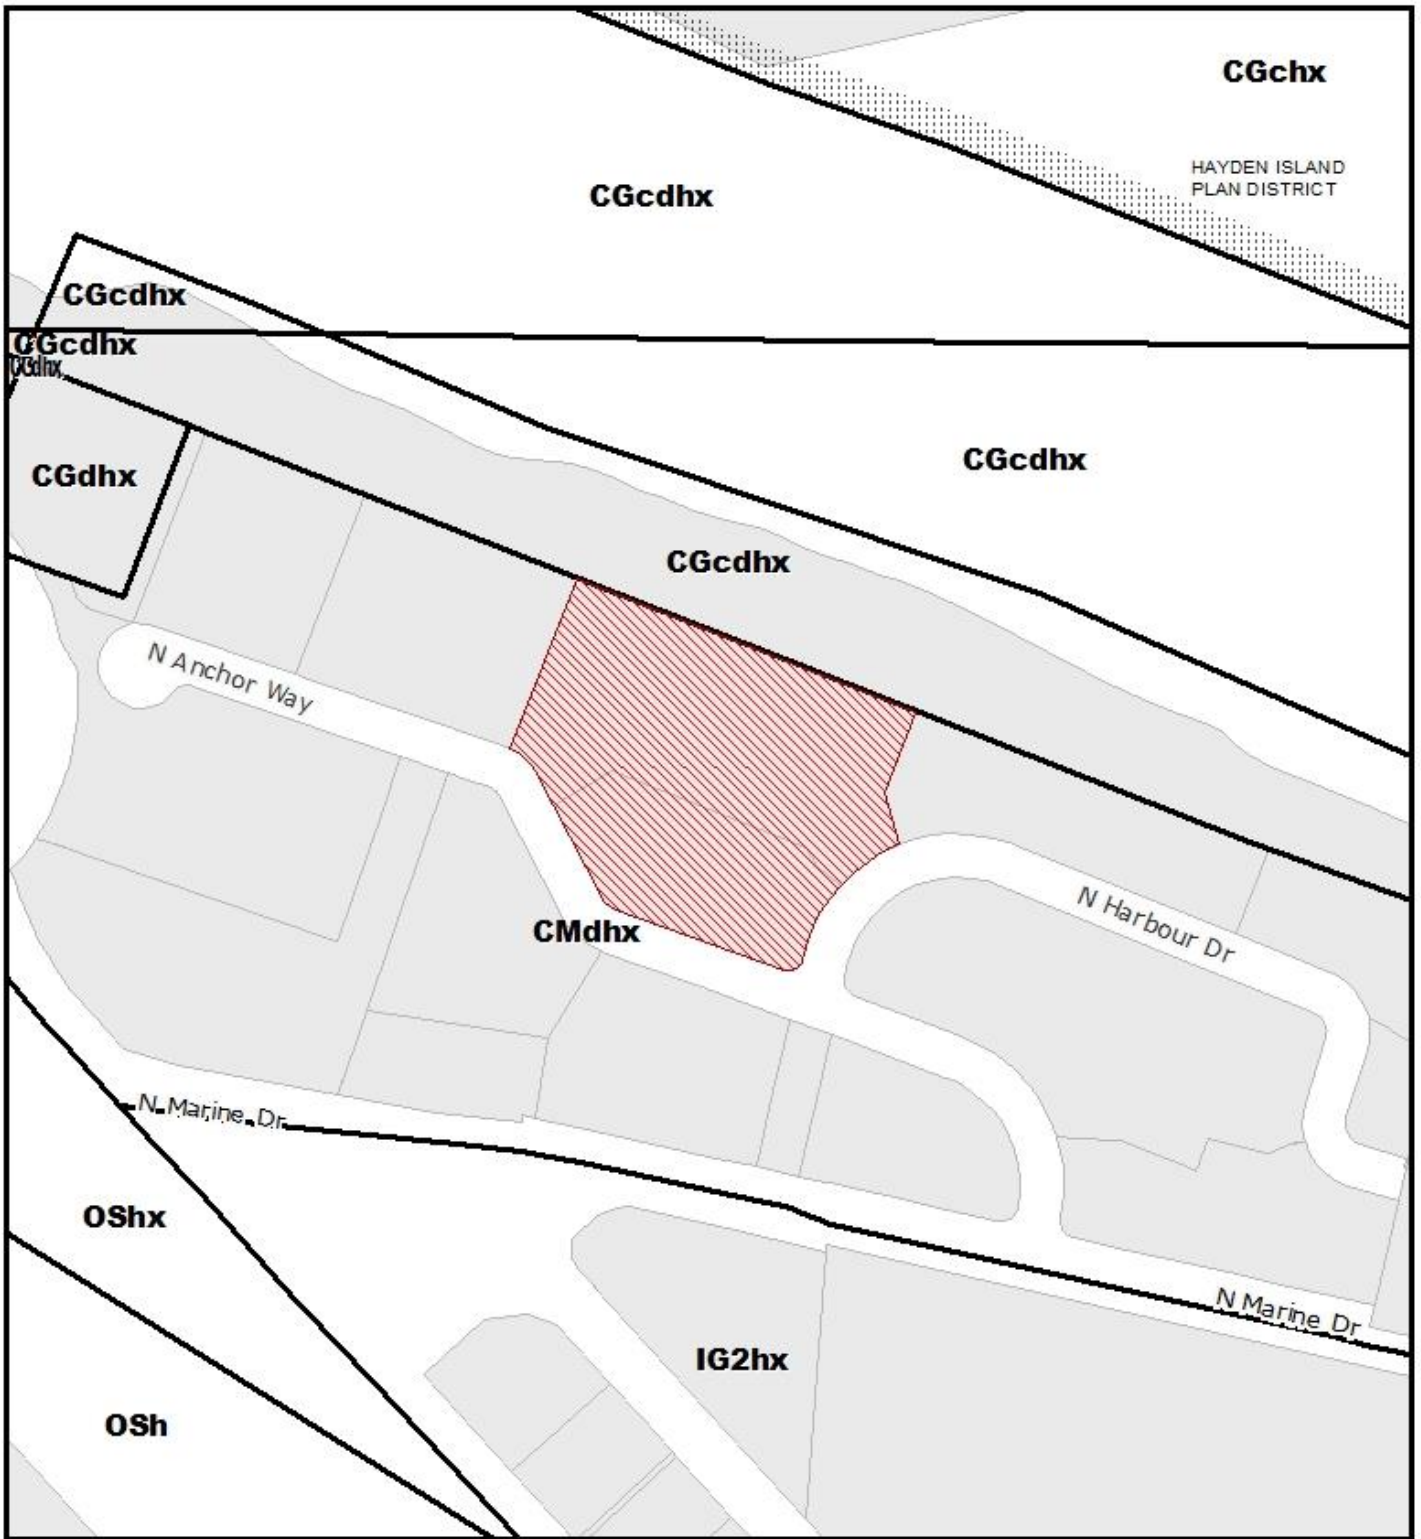 CGchx
HAYDEN ISLAND
PLAN DISTRICT
CGcdhx
CGcdhx
CGcdhx
CGdhx
CGcdhx
CGdhx
CGcdhx
N Anchor Way
N Harbour Dr
CMdhx
N Marine Dr
OShx
N Marine Dr
IG2hx
OSh